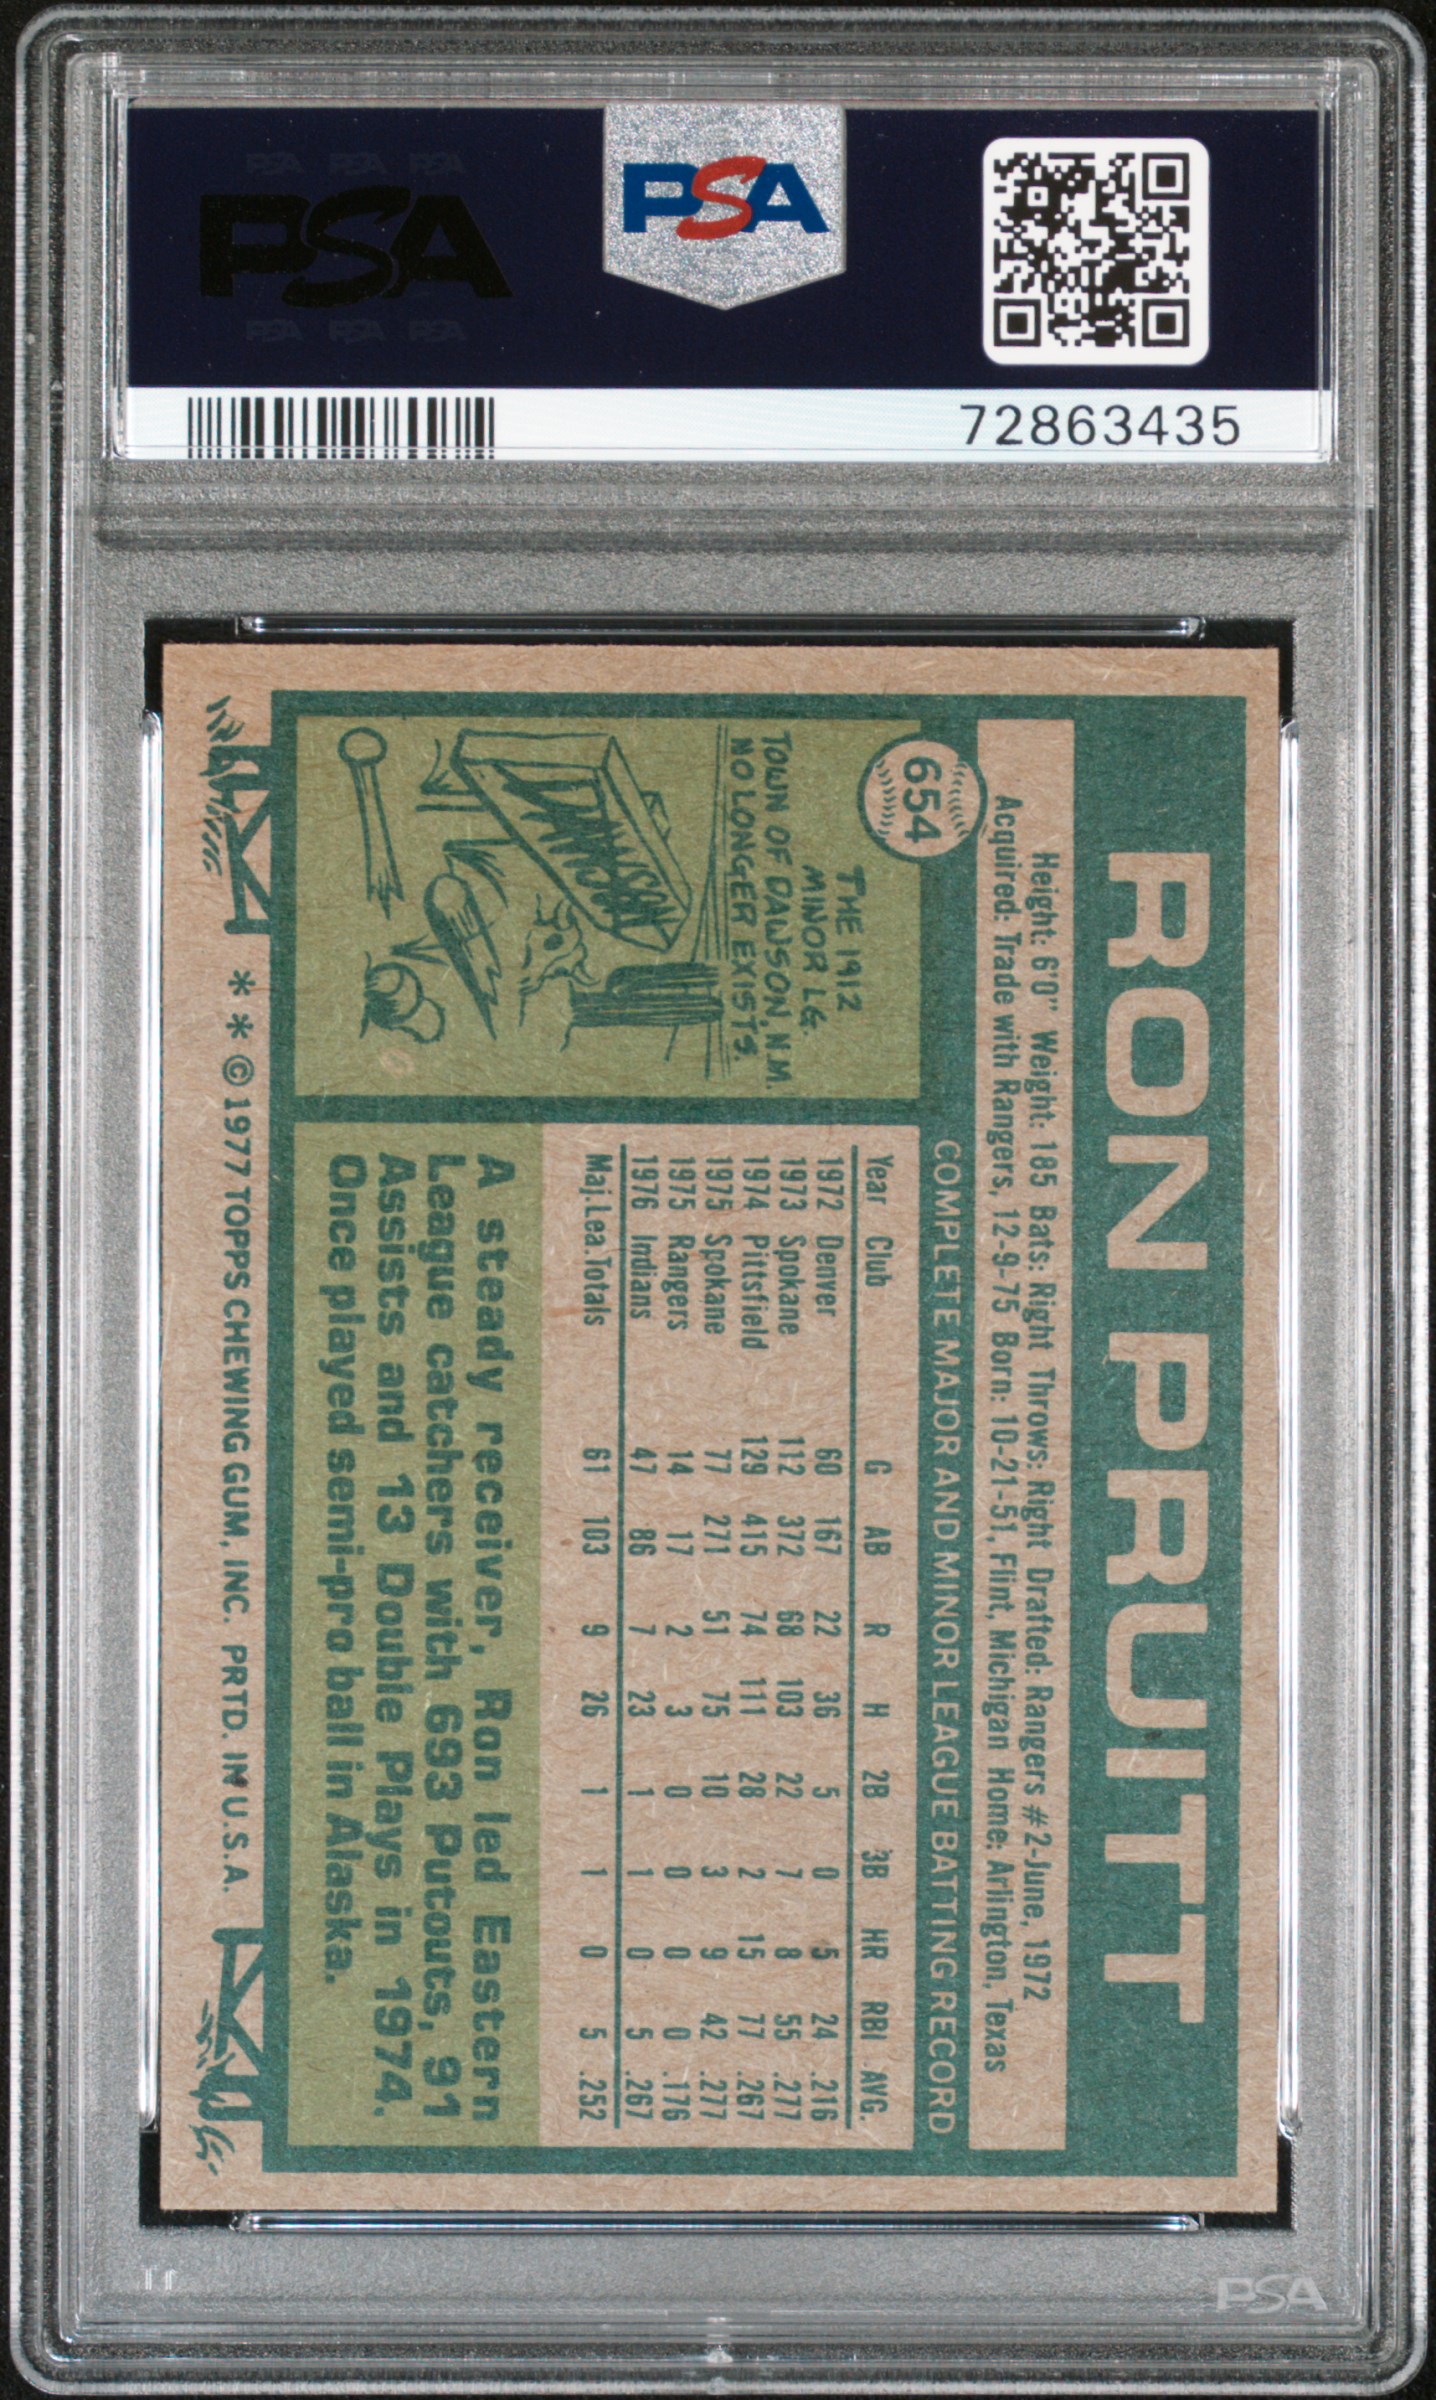 PSA PSA PSA
PSA
PSA PSA PSA
PSA
72863435
RON PRUITT
Height: 6'0" Weight: 185 Bats: Right Throws: Right Drafted: Rangers #2-June, 1972
Acquired: Trade with Rangers, 12-9-75 Born: 10-21-51, Flint, Michigan Home: Arlington, Texas
654
COMPLETE MAJOR AND MINOR LEAGUE BATTING RECORD
THE 1912
MINOR LG.
TOWN OF DAWSON, N.M.
NO LONGER EXISTS.
DAWSON
Year Club G AB R H 2B 3B HR RBI AVG.
1972 Denver 60 167 22 36 5 0 5 24 .216
1973 Spokane 112 372 68 103 22 7 8 55 .277
1974 Pittsfield 129 415 74 111 28 2 15 77 .267
1975 Spokane 77 271 51 75 10 3 9 42 .277
1975 Rangers 14 17 2 3 0 0 0 0 .176
1976 Indians 47 86 7 23 1 1 0 5 .267
Maj.Lea.Totals 61 103 9 26 1 1 0 5 .252
A steady receiver, Ron led Eastern
League catchers with 693 Putouts, 91
Assists and 13 Double Plays in 1974.
Once played semi-pro ball in Alaska.
* * © 1977 TOPPS CHEWING GUM, INC. PRTD. IN U.S.A.
PSA